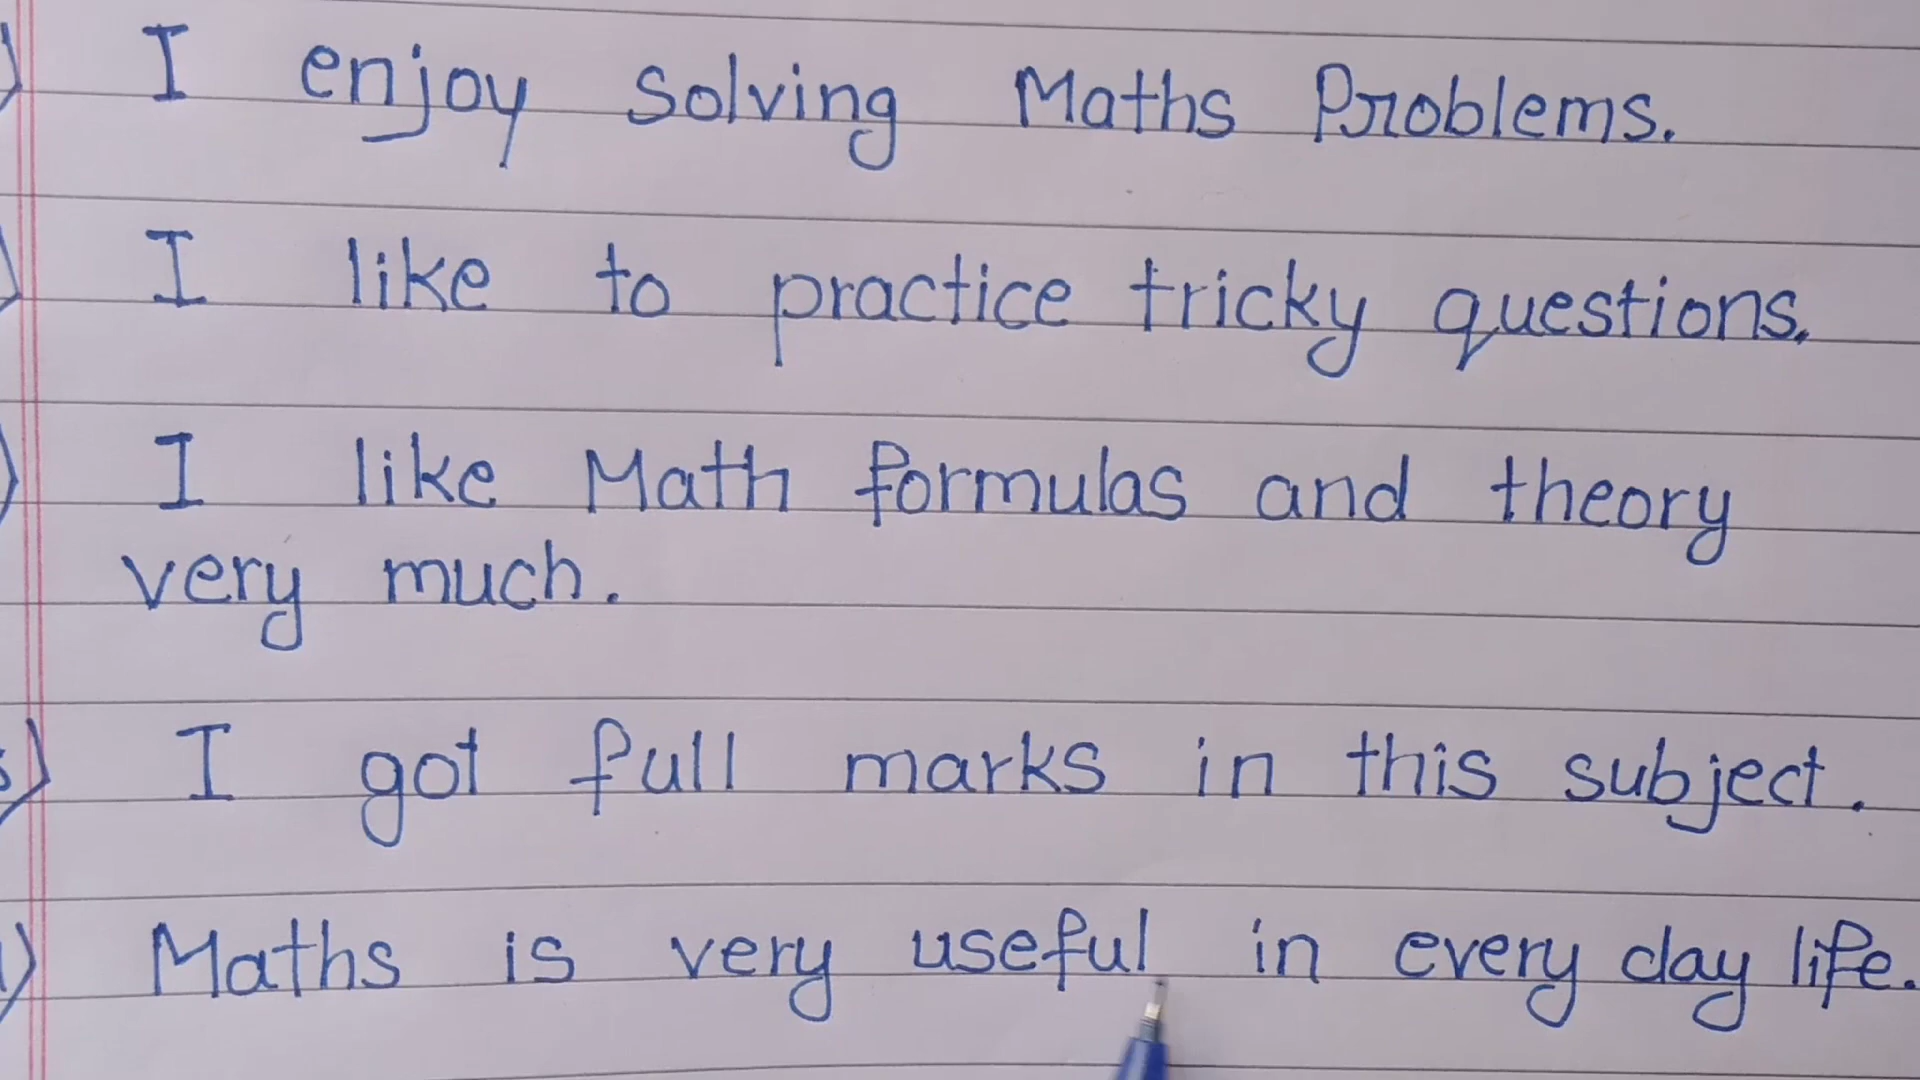 ) I enjoy solving Maths Problems.
) I like to practice tricky questions.
) I like Math formulas and theory
very much.
) I got full marks in this subject.
) Maths is very useful in every day life.